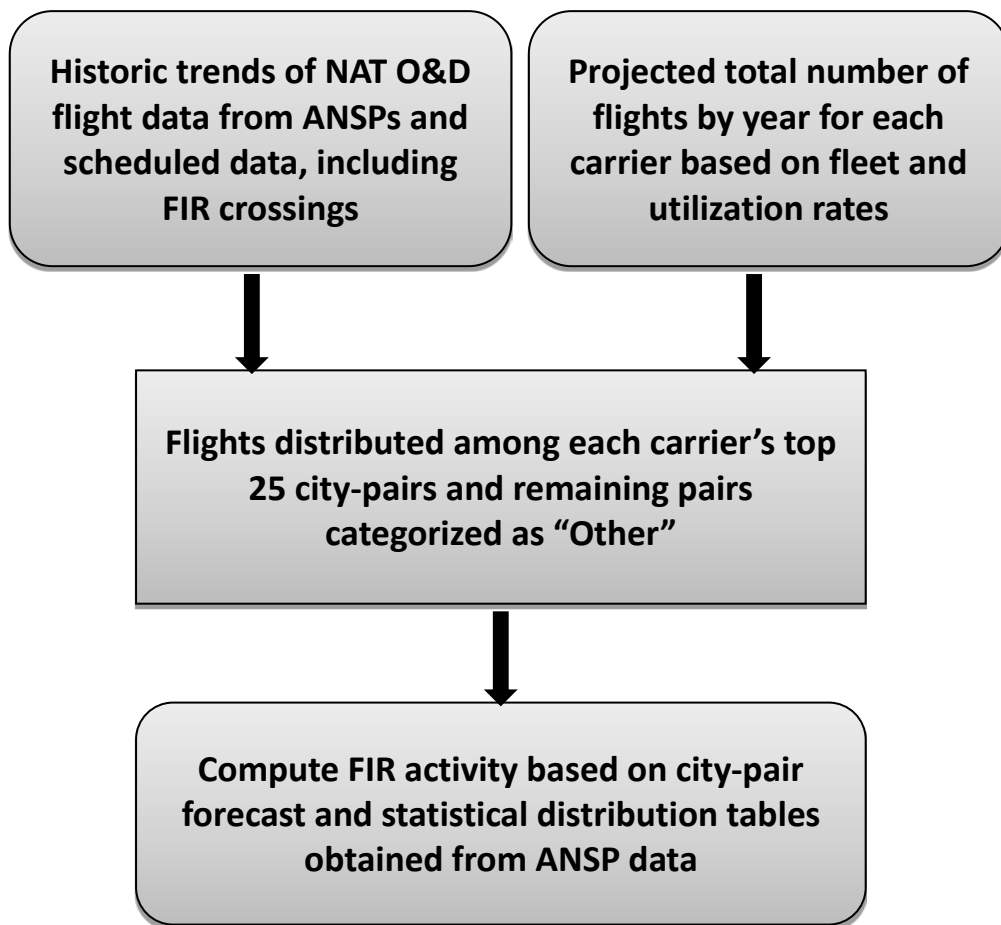 Historic trends of NAT O&D
flight data from ANSPs and
scheduled data, including
FIR crossings
Projected total number of
flights by year for each
carrier based on fleet and
utilization rates
Flights distributed among each carrier’s top
25 city-pairs and remaining pairs
categorized as “Other”
Compute FIR activity based on city-pair
forecast and statistical distribution tables
obtained from ANSP data